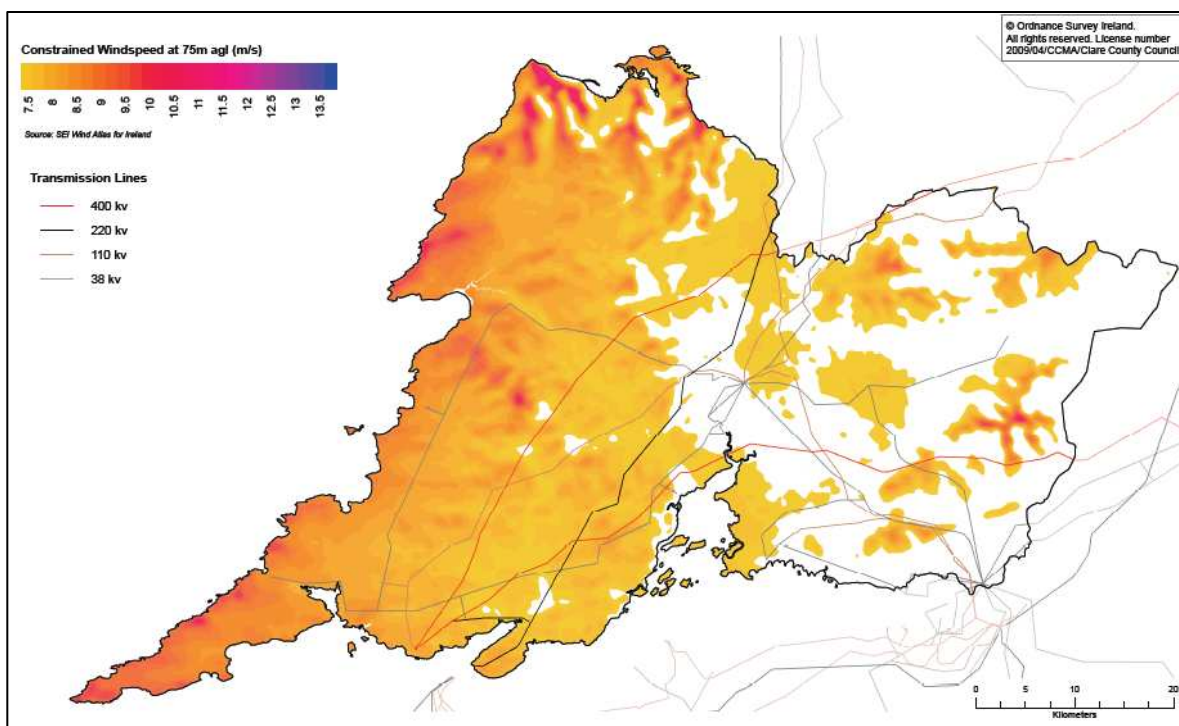 Constrained Windspeed at 75m agl (m/s)
7.5 8 8.5 9 9.5 10 10.5 11 11.5 12 12.5 13 13.5
Source: SEI Wind Atlas for Ireland
Transmission Lines
400 kv
220 kv
110 kv
38 kv
© Ordnance Survey Ireland.
All rights reserved. License number
2009/04/CCMA/Clare County Council
0 5 10 20
Kilometers